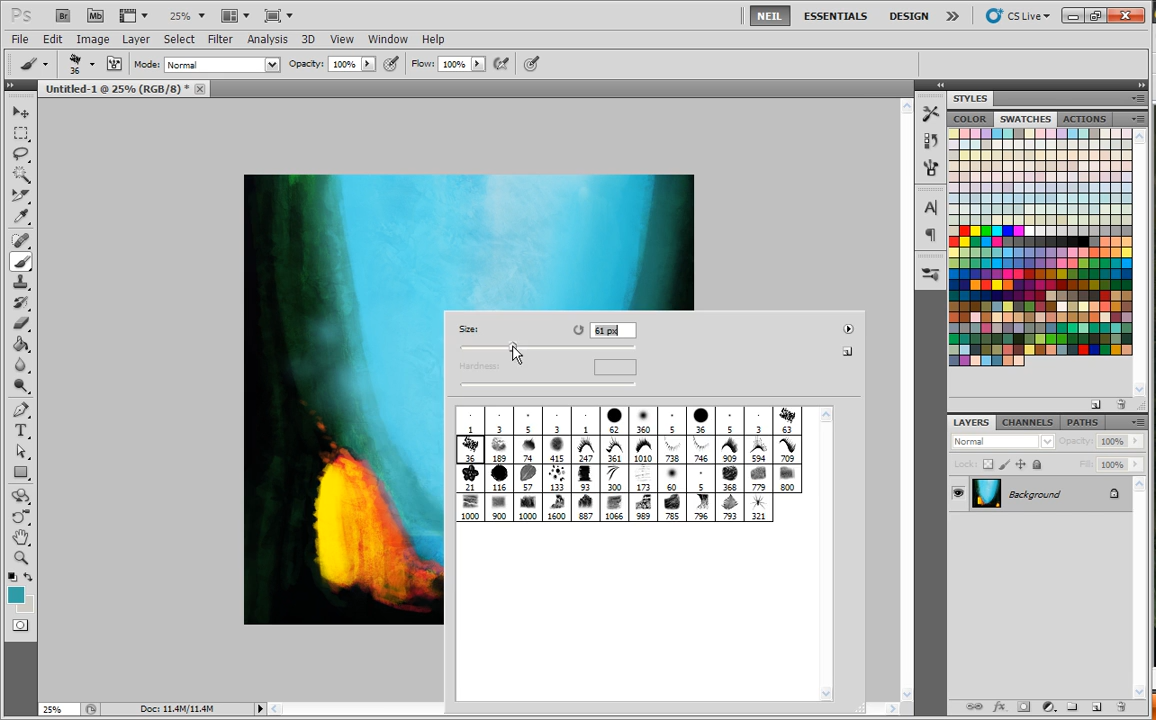 Ps Br Mb 25% NEIL ESSENTIALS DESIGN CS Live
File Edit Image Layer Select Filter Analysis 3D View Window Help
36 Mode: Normal Opacity: 100% Flow: 100%
Untitled-1 @ 25% (RGB/8) *
STYLES
COLOR SWATCHES ACTIONS
Size: 61 px
Hardness:
1 3 5 3 1 62 360 5 36 5 3 63
36 189 74 415 247 361 1010 738 746 909 594 709
21 116 57 133 93 300 173 60 5 368 779 800
1000 900 1000 1600 887 1066 989 785 796 793 321
LAYERS CHANNELS PATHS
Normal Opacity: 100%
Lock: Fill: 100%
Background
25% Doc: 11.4M/11.4M